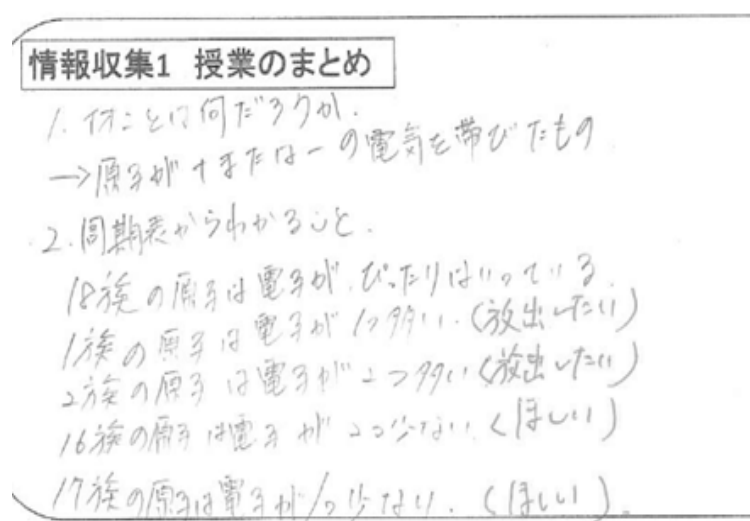 情報収集1 授業のまとめ
1. イオンとは何だろうか.
→原子が+または-の電気を帯びたもの
2. 周期表からわかること.
18族の原子は電子が、ぴったりはいっている.
1族の原子は電子が1つ多い. (放出したい)
2族の原子は電子が2つ多い(放出したい)
16族の原子は電子が2つ少ない. (ほしい)
17族の原子は電子が1つ少ない. (ほしい).